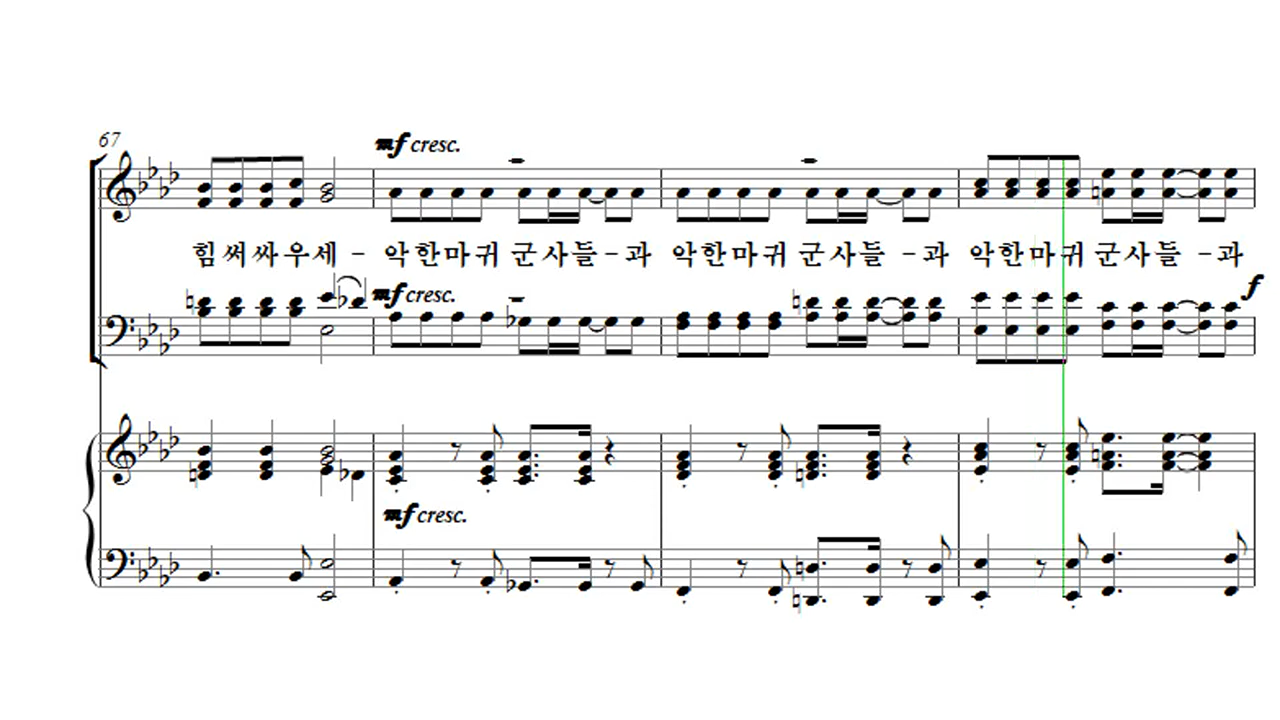 67
mf cresc.
힘써싸우세 - 악한마귀 군사들-과 악한마귀 군사들 -과 악한마귀 군사들 -과
mf cresc.
f
mf cresc.